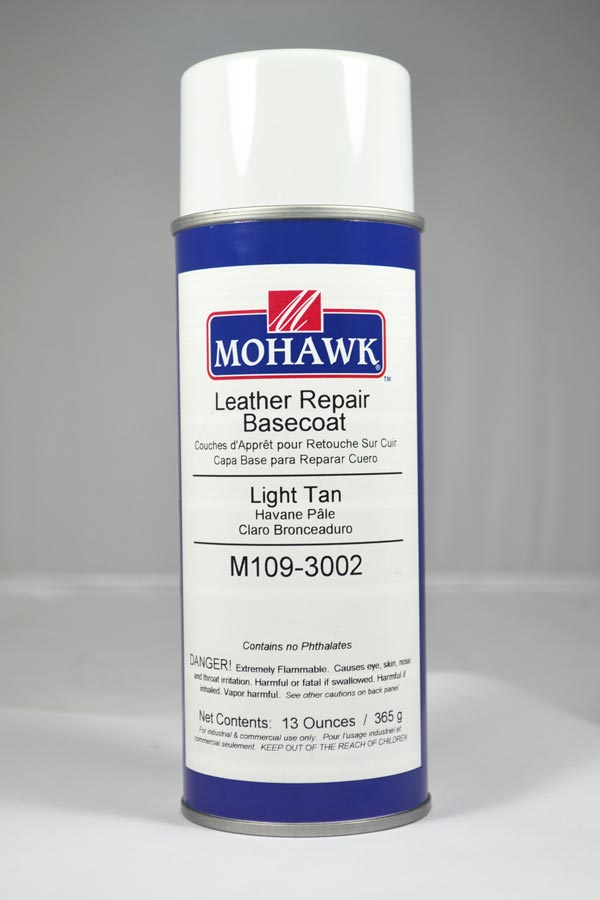 M
MOHAWK®
™
Leather Repair
Basecoat
Couches d'Apprêt pour Retouche Sur Cuir
Capa Base para Reparar Cuero
Light Tan
Havane Pâle
Claro Bronceaduro
M109-3002
Contains no Phthalates
DANGER! Extremely Flammable. Causes eye, skin, nose
and throat irritation. Harmful or fatal if swallowed. Harmful if
inhaled. Vapor harmful. See other cautions on back panel
Net Contents: 13 Ounces / 365 g
For industrial & commercial use only. Pour l'usage industriel et
commercial seulement. KEEP OUT OF THE REACH OF CHILDREN.